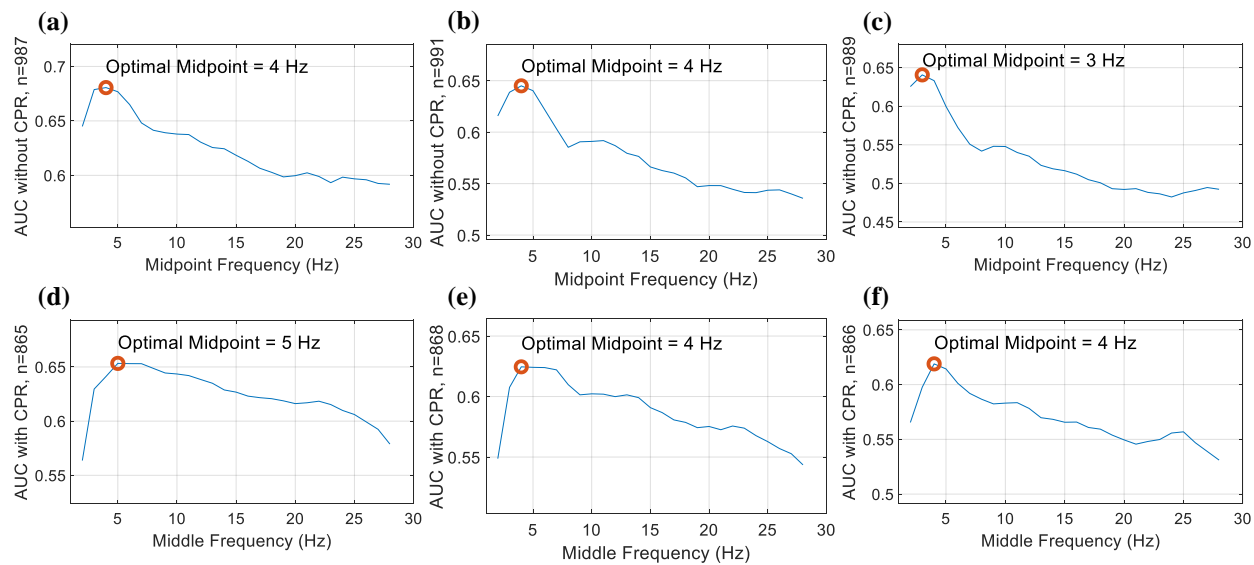 (a)
AUC without CPR, n=987
0.7
0.6
Optimal Midpoint = 4 Hz
5 10 15 20 25 30
Midpoint Frequency (Hz)
(b)
AUC without CPR, n=991
0.65
0.6
0.55
0.5
Optimal Midpoint = 4 Hz
5 10 15 20 25 30
Midpoint Frequency (Hz)
(c)
AUC without CPR, n=989
0.65
0.6
0.55
0.5
0.45
Optimal Midpoint = 3 Hz
5 10 15 20 25 30
Midpoint Frequency (Hz)
(d)
AUC with CPR, n=865
0.65
0.6
0.55
Optimal Midpoint = 5 Hz
5 10 15 20 25 30
Middle Frequency (Hz)
(e)
AUC with CPR, n=868
0.65
0.6
0.55
Optimal Midpoint = 4 Hz
5 10 15 20 25 30
Middle Frequency (Hz)
(f)
AUC with CPR, n=866
0.65
0.6
0.55
0.5
Optimal Midpoint = 4 Hz
5 10 15 20 25 30
Middle Frequency (Hz)